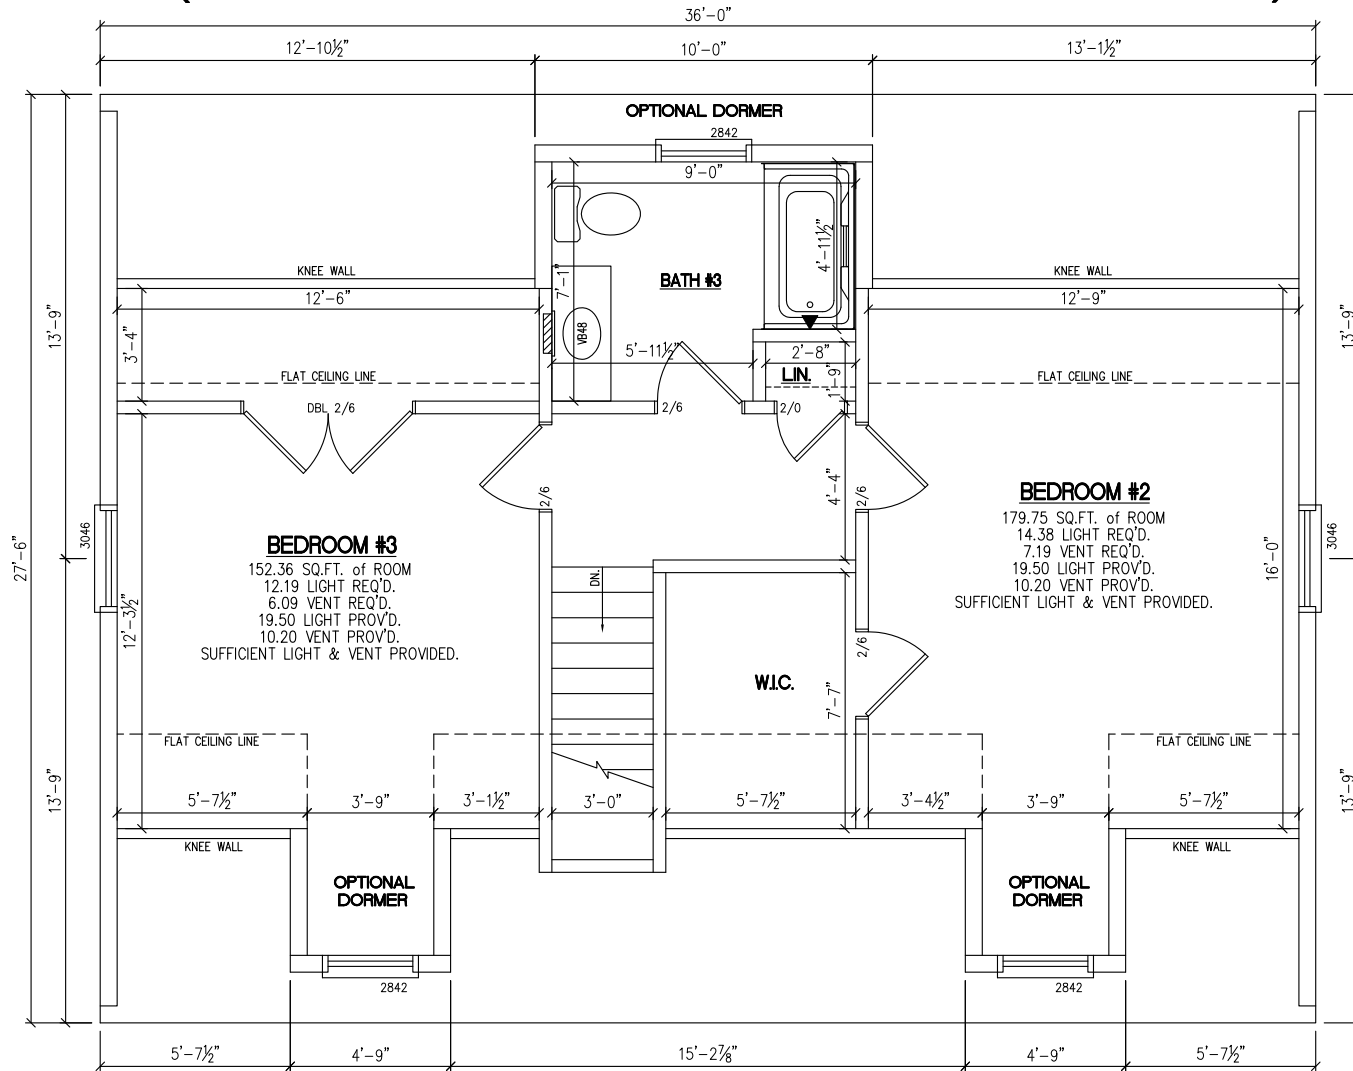 36'-0"
12'-10½" 10'-0" 13'-1½"
OPTIONAL DORMER
2842
9'-0"
4'-11½"
7'-1"
BATH #3
KNEE WALL
KNEE WALL
12'-6"
12'-9"
13'-9"
13'-9"
3'-4"
VB48
5'-11½"
2'-8"
LIN.
1'-9"
FLAT CEILING LINE
FLAT CEILING LINE
DBL 2/6
2/6
2/0
4'-4"
2/6
2/6
3046
3046
27'-6"
12'-3½"
16'-0"
BEDROOM #3
152.36 SQ.FT. of ROOM
12.19 LIGHT REQ'D.
6.09 VENT REQ'D.
19.50 LIGHT PROV'D.
10.20 VENT PROV'D.
SUFFICIENT LIGHT & VENT PROVIDED.
BEDROOM #2
179.75 SQ.FT. of ROOM
14.38 LIGHT REQ'D.
7.19 VENT REQ'D.
19.50 LIGHT PROV'D.
10.20 VENT PROV'D.
SUFFICIENT LIGHT & VENT PROVIDED.
DN.
2/6
W.I.C.
7'-7"
FLAT CEILING LINE
FLAT CEILING LINE
13'-9"
13'-9"
5'-7½" 3'-9" 3'-1½" 3'-0" 5'-7½" 3'-4½" 3'-9" 5'-7½"
KNEE WALL
KNEE WALL
OPTIONAL
DORMER
OPTIONAL
DORMER
2842
2842
5'-7½" 4'-9" 15'-2⅞" 4'-9" 5'-7½"